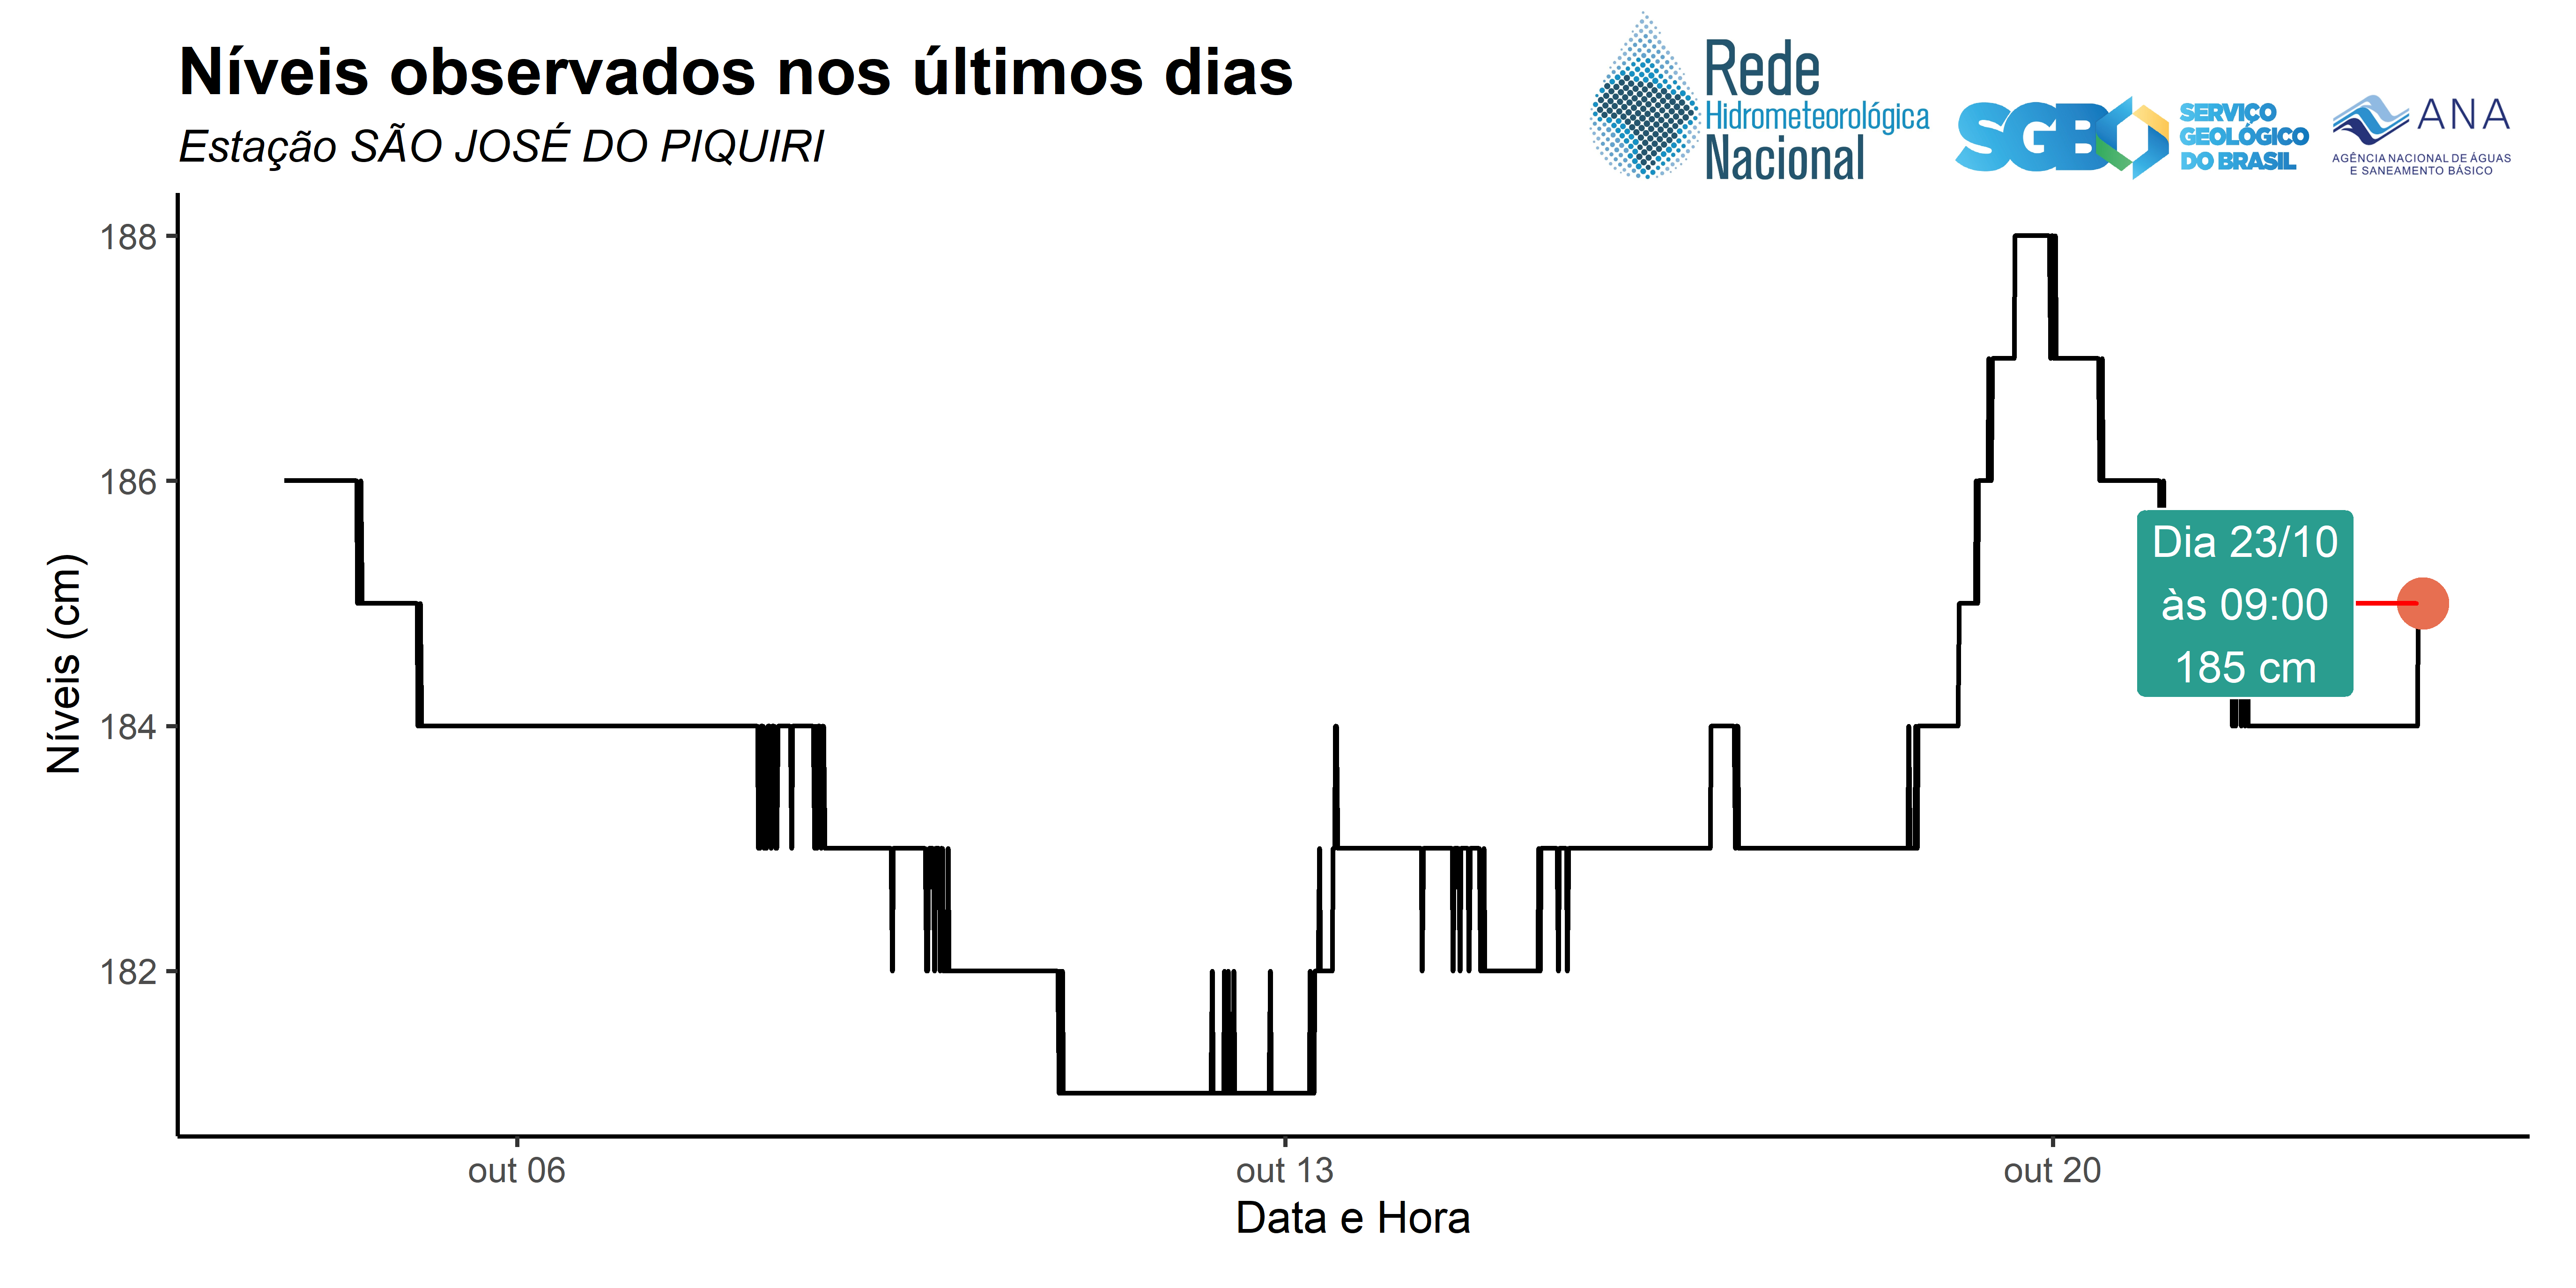 Níveis observados nos últimos dias
Estação SÃO JOSÉ DO PIQUIRI
Rede
Hidrometeorológica
Nacional
SGB
SERVIÇO
GEOLÓGICO
DO BRASIL
ANA
AGÊNCIA NACIONAL DE ÁGUAS
E SANEAMENTO BÁSICO
Níveis (cm)
188
186
184
182
Dia 23/10
às 09:00
185 cm
out 06
out 13
out 20
Data e Hora